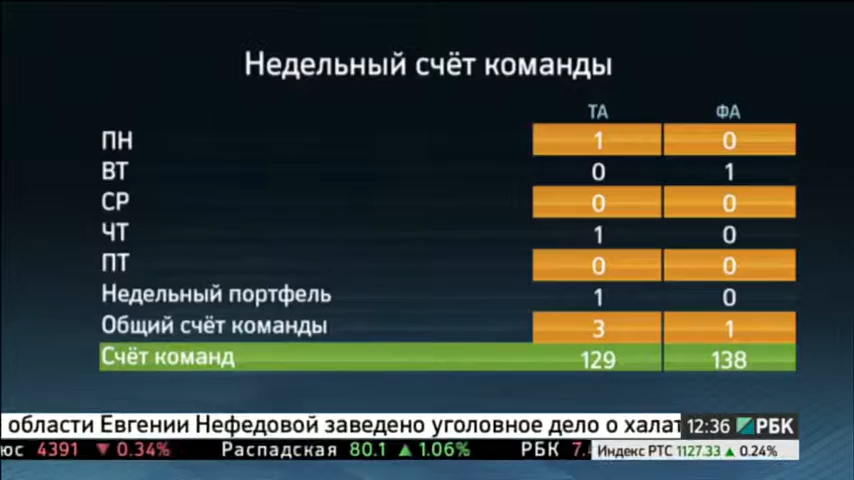 Недельный счёт команды
ТА ФА
ПН 1 0
ВТ 0 1
СР 0 0
ЧТ 1 0
ПТ 0 0
Недельный портфель 1 0
Общий счёт команды 3 1
Счёт команд 129 138
области Евгении Нефедовой заведено уголовное дело о халат 12:36 РБК
юс 4391 ▼ 0.34% Распадская 80.1 ▲ 1.06% РБК 7. Индекс РТС 1127.33 ▲ 0.24%